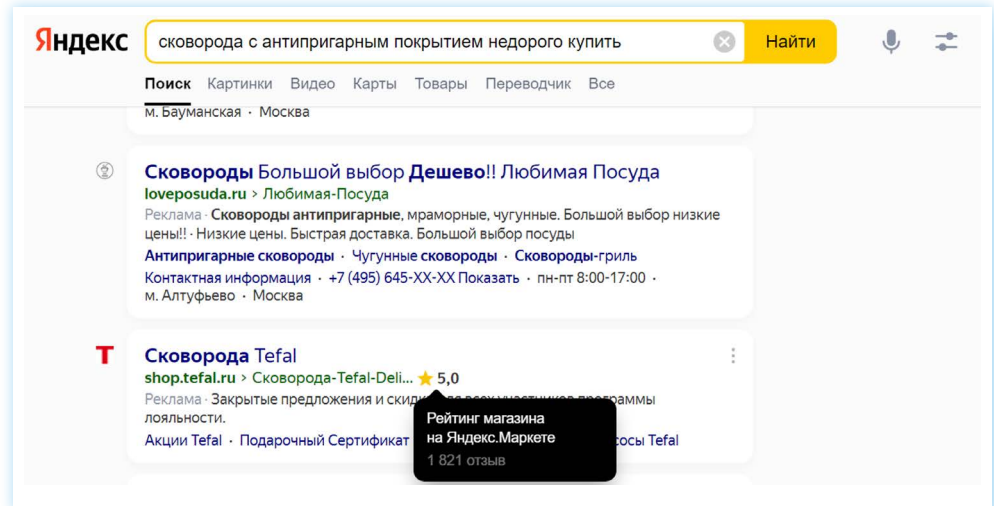 Яндекс
сковорода с антипригарным покрытием недорого купить
Найти
Поиск Картинки Видео Карты Товары Переводчик Все
м. Бауманская · Москва
Сковороды Большой выбор Дешево!! Любимая Посуда
loveposuda.ru › Любимая-Посуда
Реклама · Сковороды антипригарные, мраморные, чугунные. Большой выбор низкие
цены!! · Низкие цены. Быстрая доставка. Большой выбор посуды
Антипригарные сковороды · Чугунные сковороды · Сковороды-гриль
Контактная информация · +7 (495) 645-XX-XX Показать · пн-пт 8:00-17:00 ·
м. Алтуфьево · Москва
T
Сковорода Tefal
shop.tefal.ru › Сковорода-Tefal-Deli... 5,0
Реклама · Закрытые предложения и программы
лояльности.
Акции Tefal · Подарочный Сертификат Tefal
Рейтинг магазина
на Яндекс.Маркете
1 821 отзыв